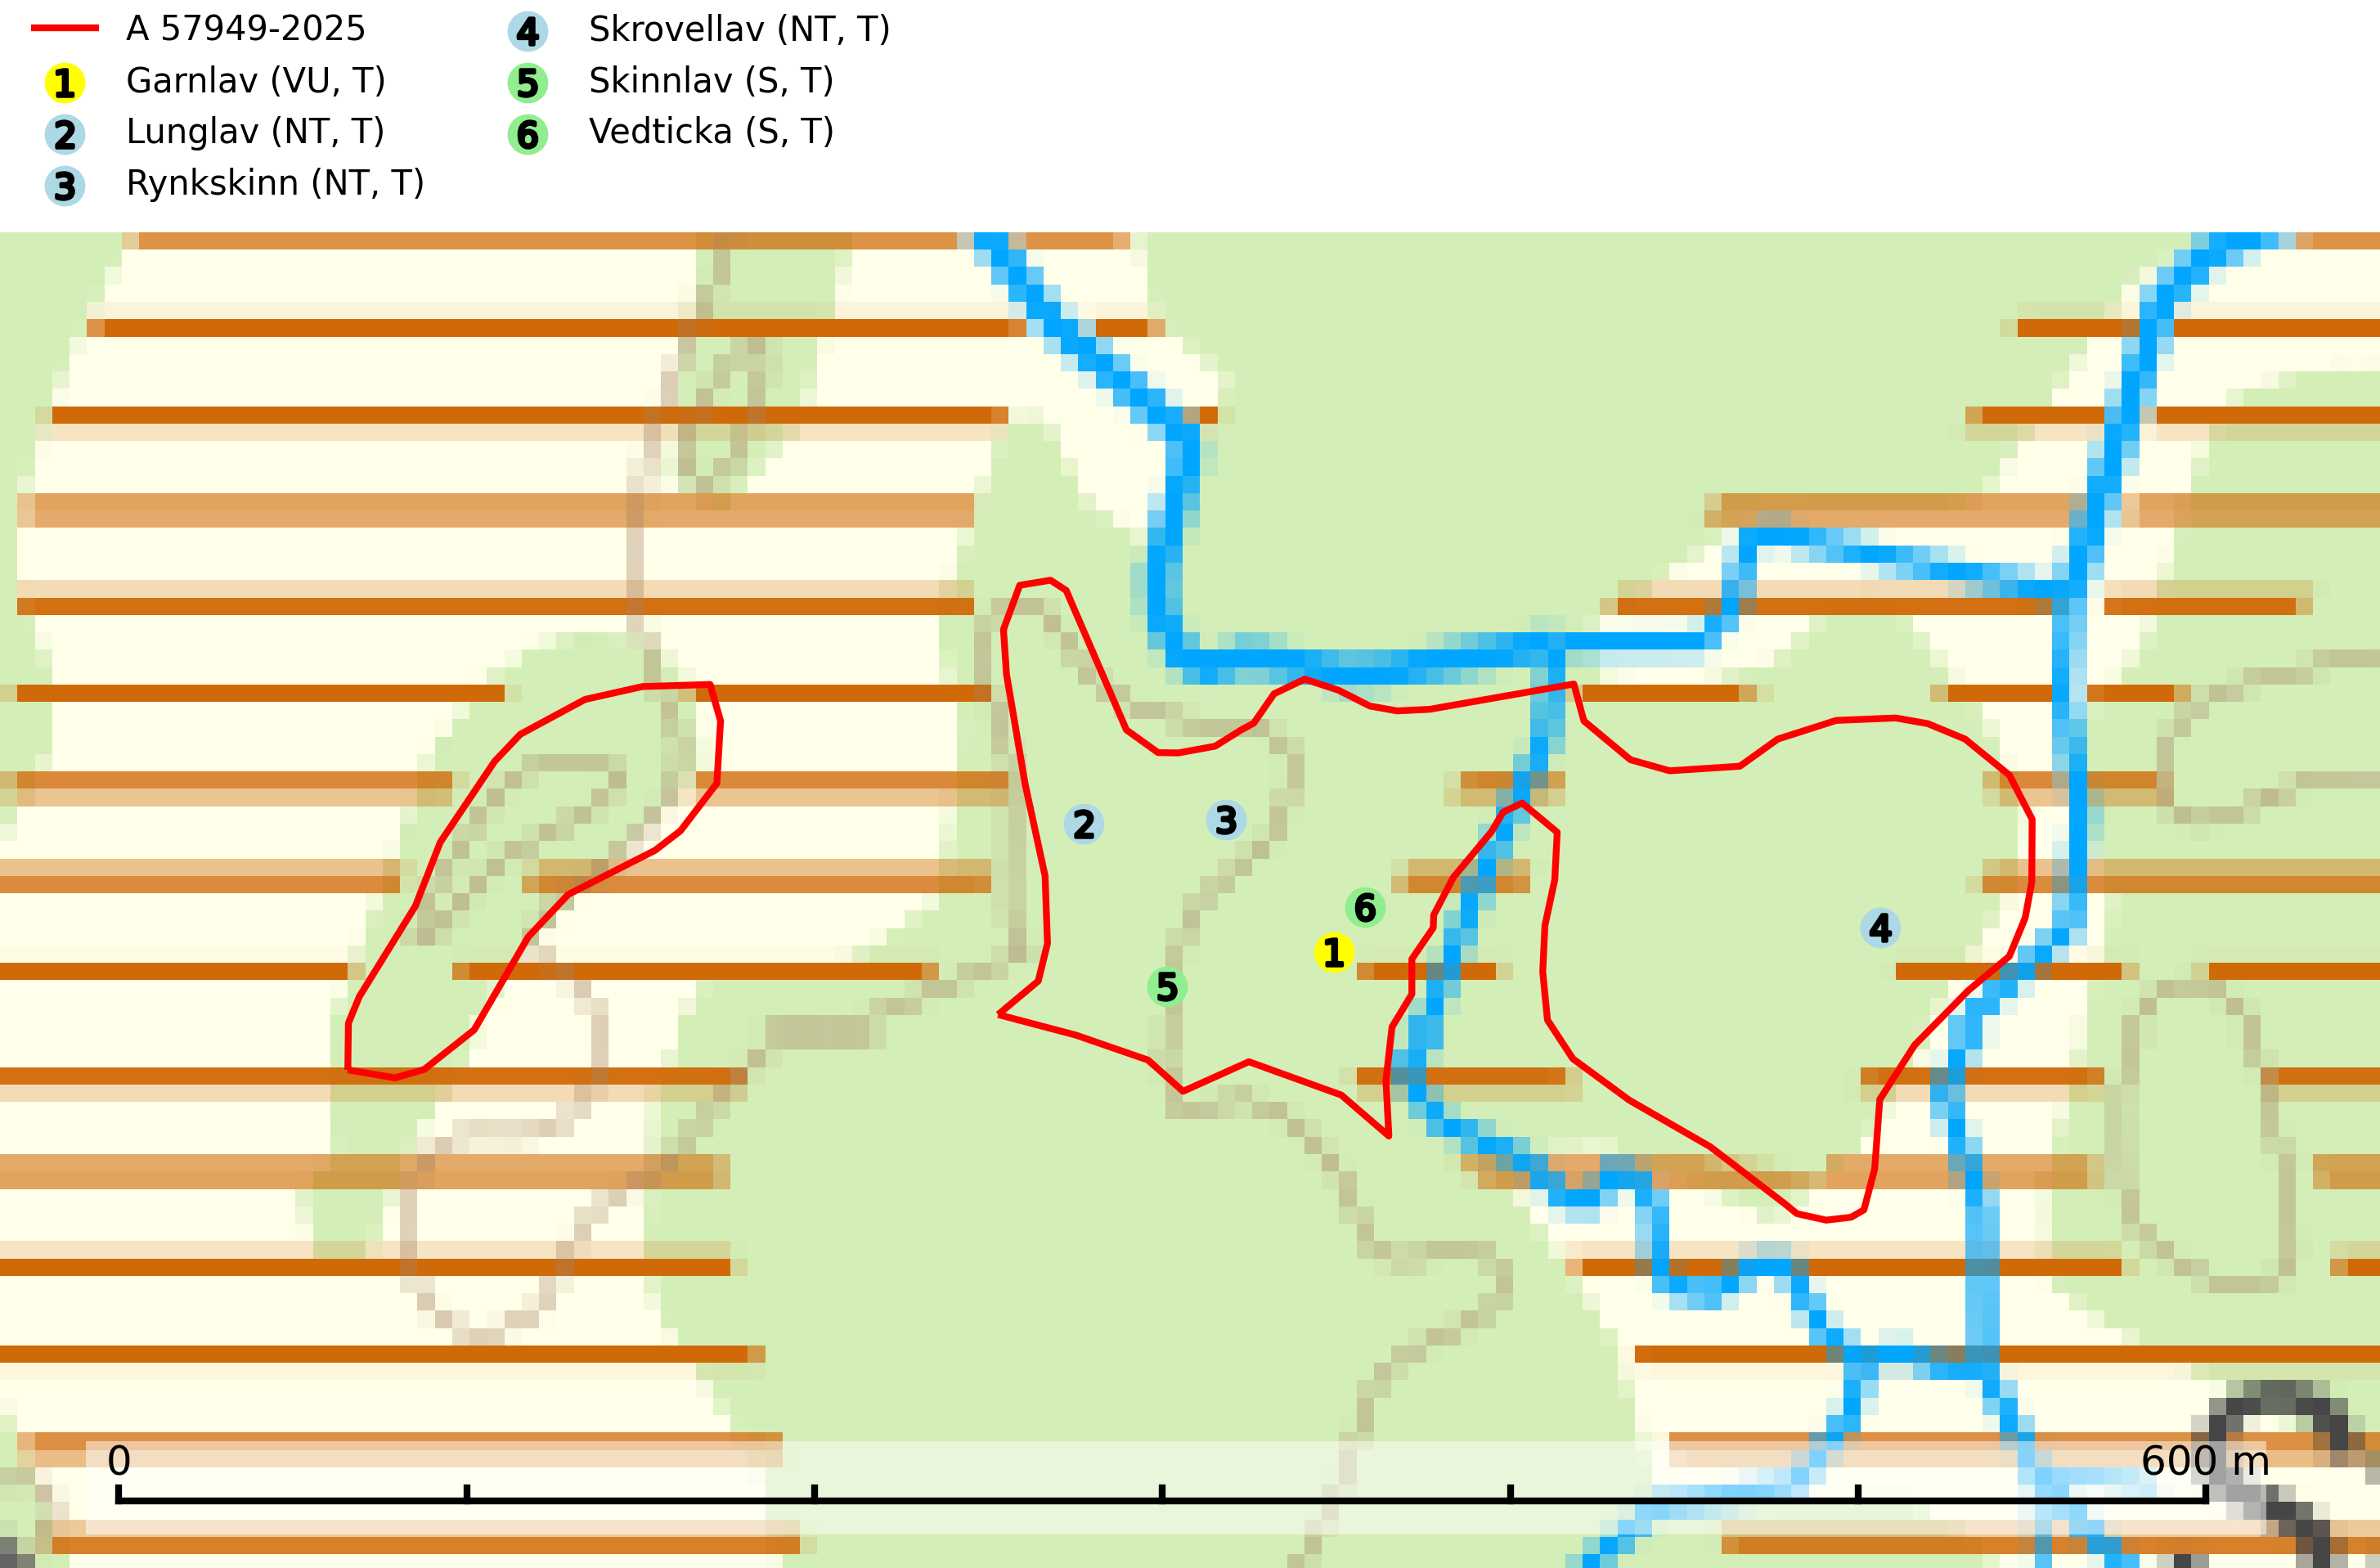 A 57949-2025
1 Garnlav (VU, T)
2 Lunglav (NT, T)
3 Rynkskinn (NT, T)
4 Skrovellav (NT, T)
5 Skinnlav (S, T)
6 Vedticka (S, T)
2
3
6
1
4
5
0
600 m